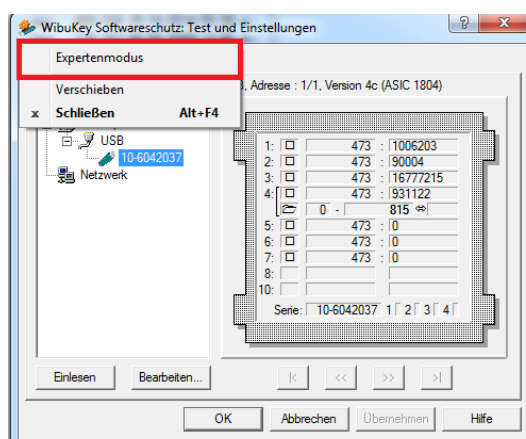 WibuKey Softwareschutz: Test und Einstellungen
Expertenmodus
Verschieben
x Schließen Alt+F4
, Adresse : 1/1, Version 4c (ASIC 1804)
USB
10-6042037
Netzwerk
1: 473 : 1006203
2: 473 : 90004
3: 473 : 16777215
4: 473 : 931122
0 - 815
5: 473 : 0
6: 473 : 0
7: 473 : 0
8:
10:
Serie: 10-6042037 1 2 3 4
Einlesen Bearbeiten... |< << >> >|
OK Abbrechen Übernehmen Hilfe